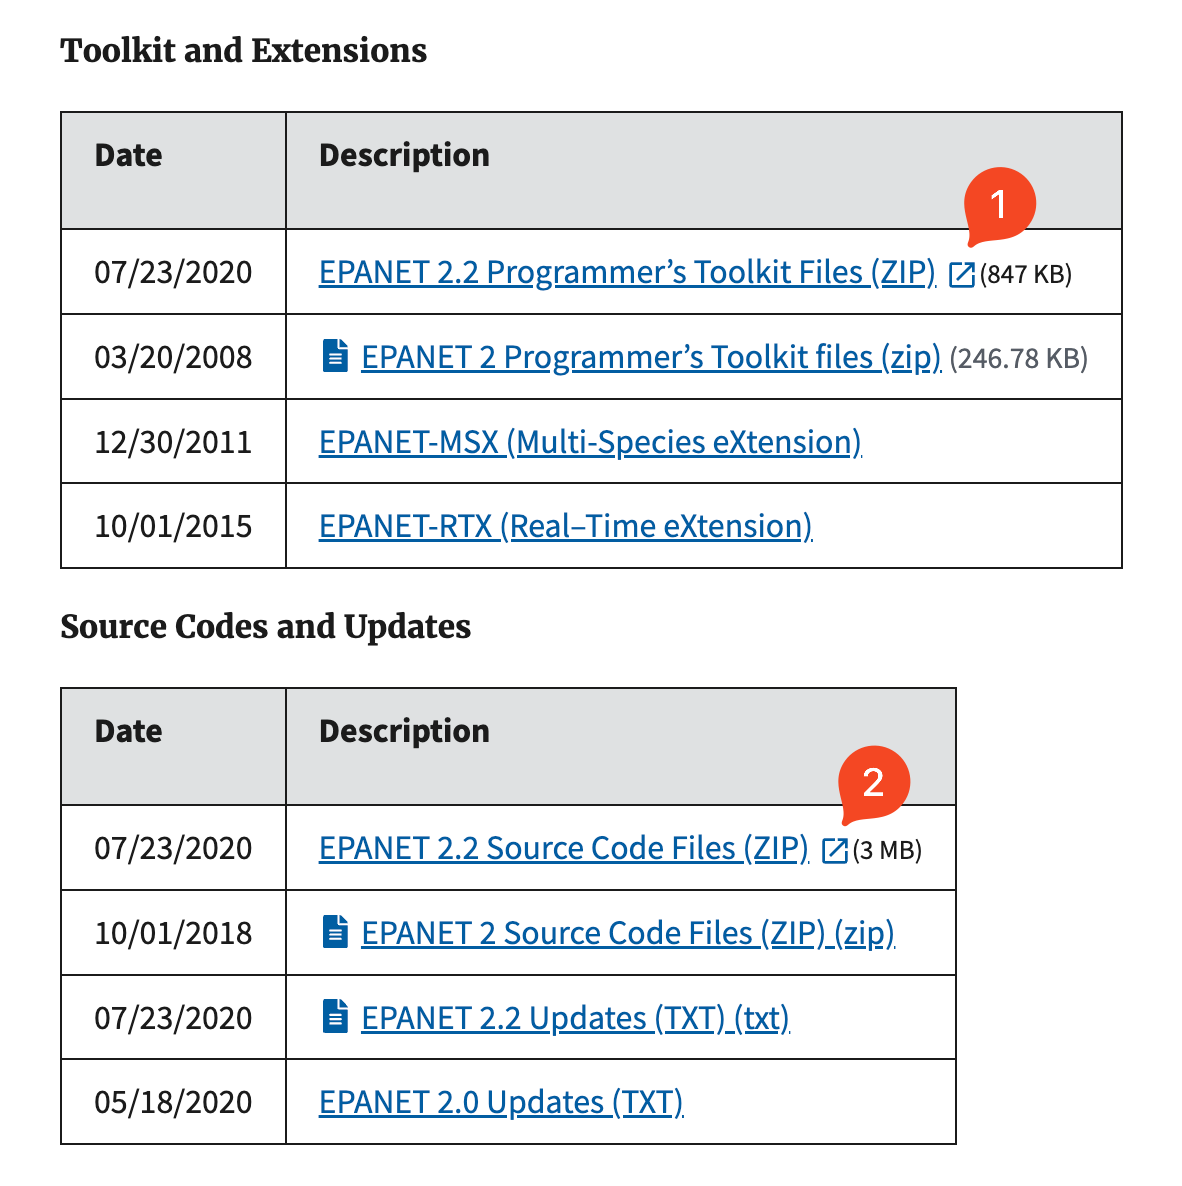 Toolkit and Extensions
Date Description
1
07/23/2020 EPANET 2.2 Programmer’s Toolkit Files (ZIP) (847 KB)
03/20/2008 EPANET 2 Programmer’s Toolkit files (zip) (246.78 KB)
12/30/2011 EPANET-MSX (Multi-Species eXtension)
10/01/2015 EPANET-RTX (Real–Time eXtension)
Source Codes and Updates
Date Description
2
07/23/2020 EPANET 2.2 Source Code Files (ZIP) (3 MB)
10/01/2018 EPANET 2 Source Code Files (ZIP) (zip)
07/23/2020 EPANET 2.2 Updates (TXT) (txt)
05/18/2020 EPANET 2.0 Updates (TXT)